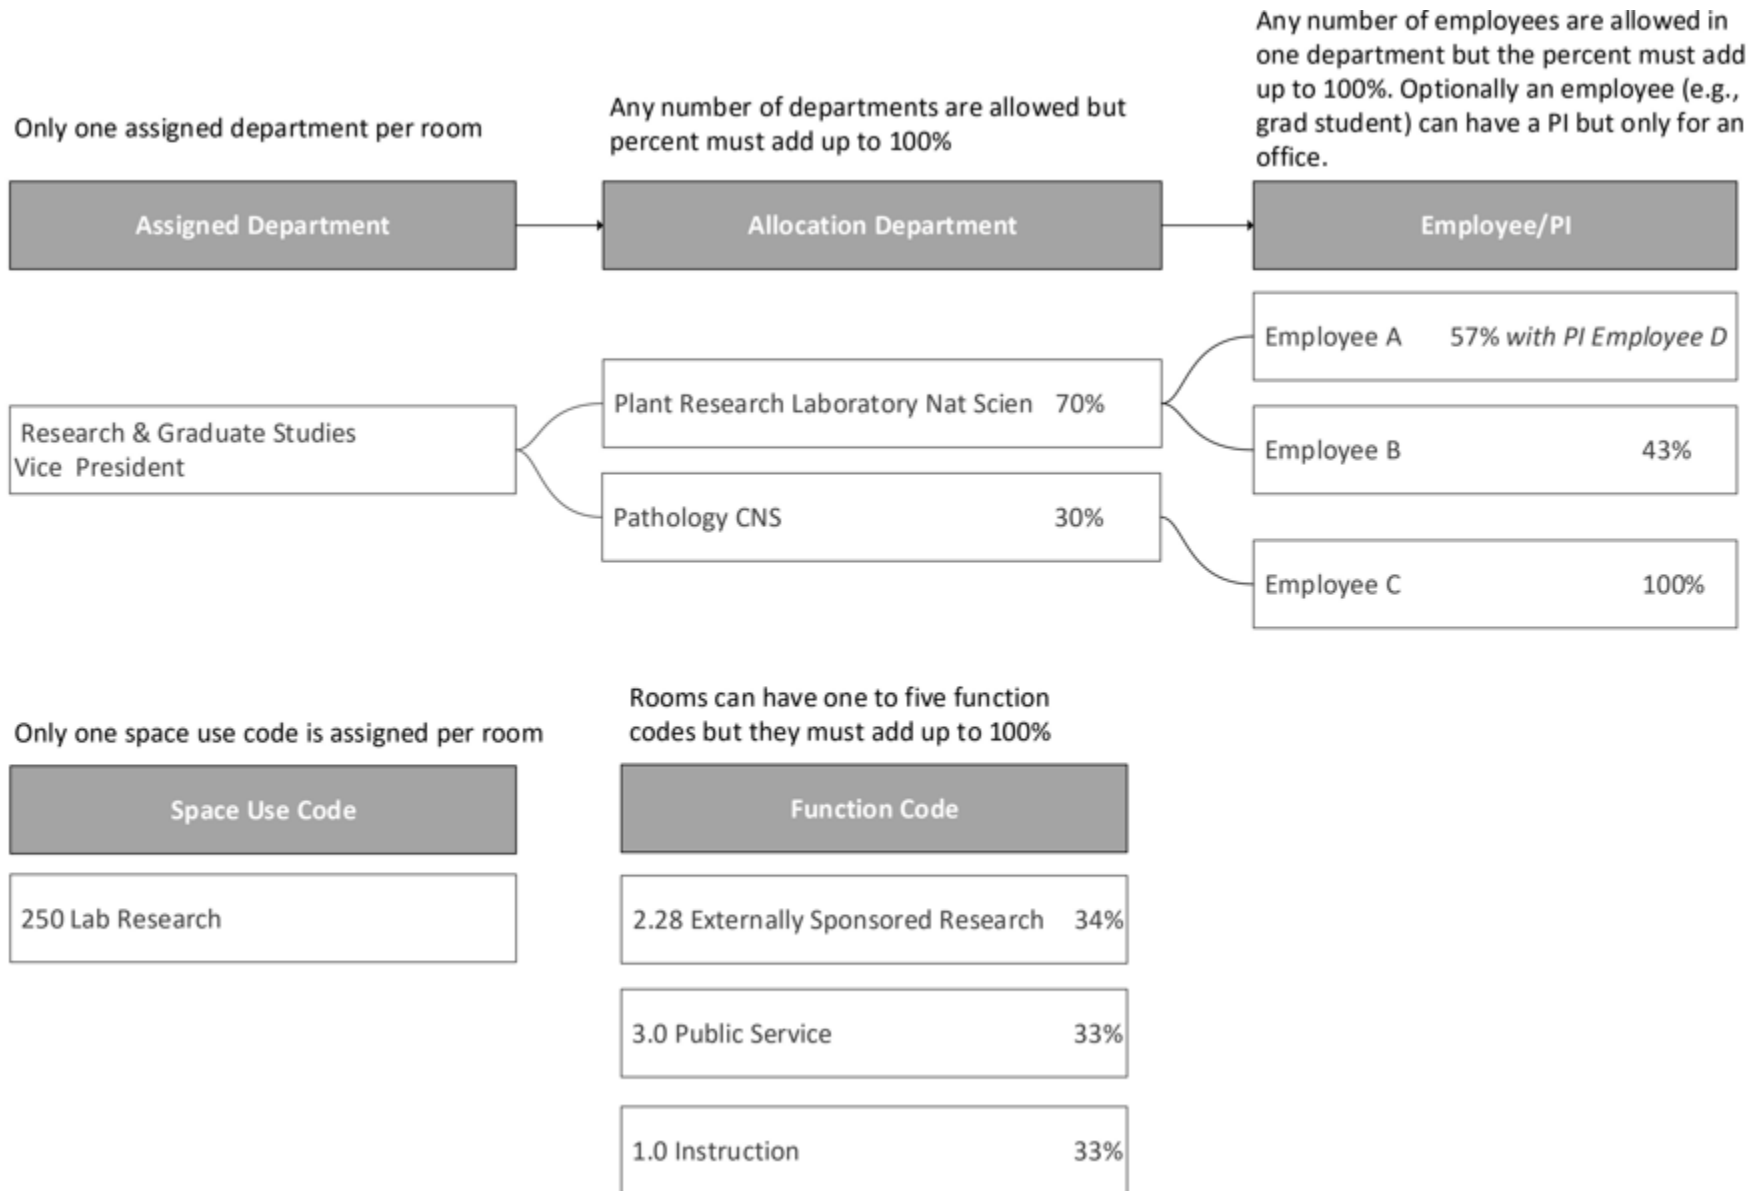 Only one assigned department per room
Any number of departments are allowed but
percent must add up to 100%
Any number of employees are allowed in
one department but the percent must add
up to 100%. Optionally an employee (e.g.,
grad student) can have a PI but only for an
office.
Assigned Department
Allocation Department
Employee/PI
Research & Graduate Studies
Vice President
Plant Research Laboratory Nat Scien 70%
Pathology CNS 30%
Employee A 57% with PI Employee D
Employee B 43%
Employee C 100%
Only one space use code is assigned per room
Rooms can have one to five function
codes but they must add up to 100%
Space Use Code
Function Code
250 Lab Research
2.28 Externally Sponsored Research 34%
3.0 Public Service 33%
1.0 Instruction 33%